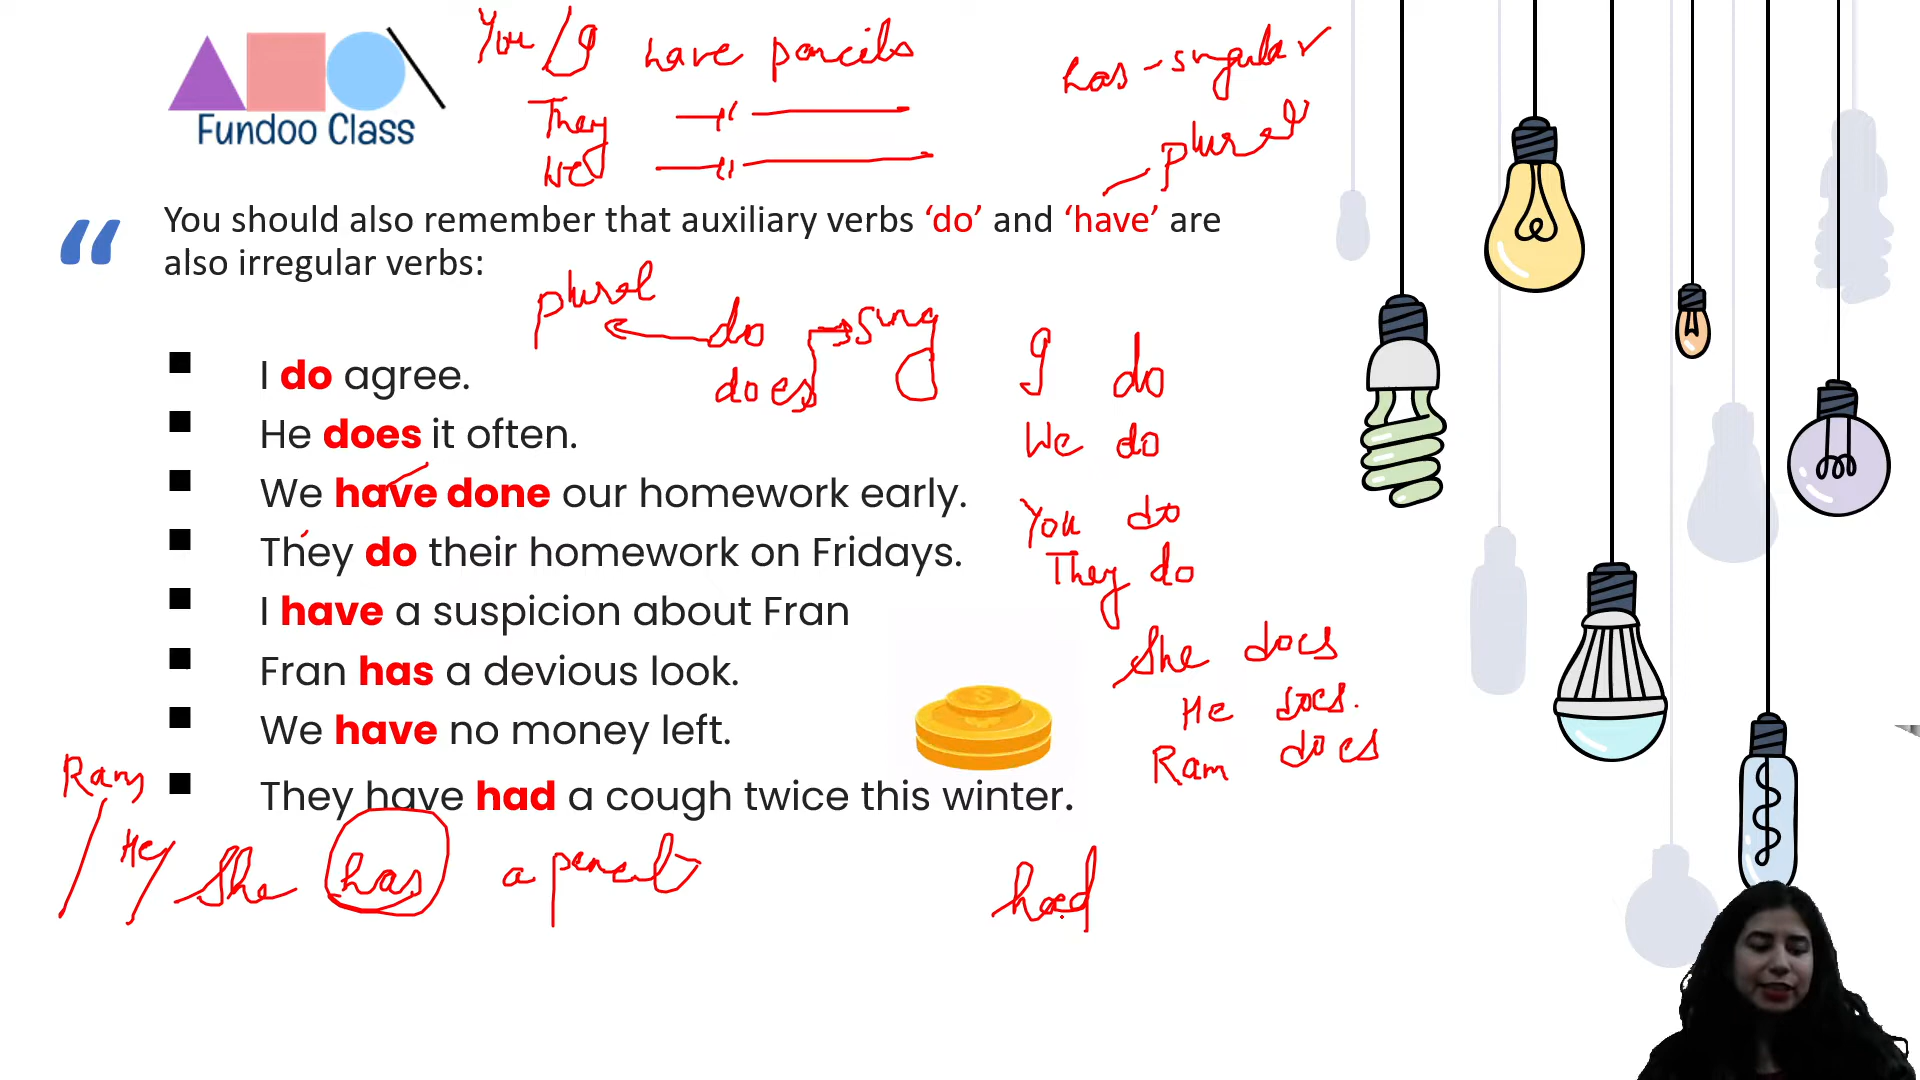 You / I have pencils
They —〃—
We —〃—
has - singular ✓
- plural
Fundoo Class
“
You should also remember that auxiliary verbs ‘do’ and ‘have’ are
also irregular verbs:
plural ← do → sing
does
▪ I do agree.
▪ He does it often.
▪ We have done our homework early.
▪ They do their homework on Fridays.
▪ I have a suspicion about Fran
▪ Fran has a devious look.
▪ We have no money left.
▪ They have had a cough twice this winter.
I do
We do
You do
They do
She does
He does.
Ram does
Ram / He / She has a pencil
had